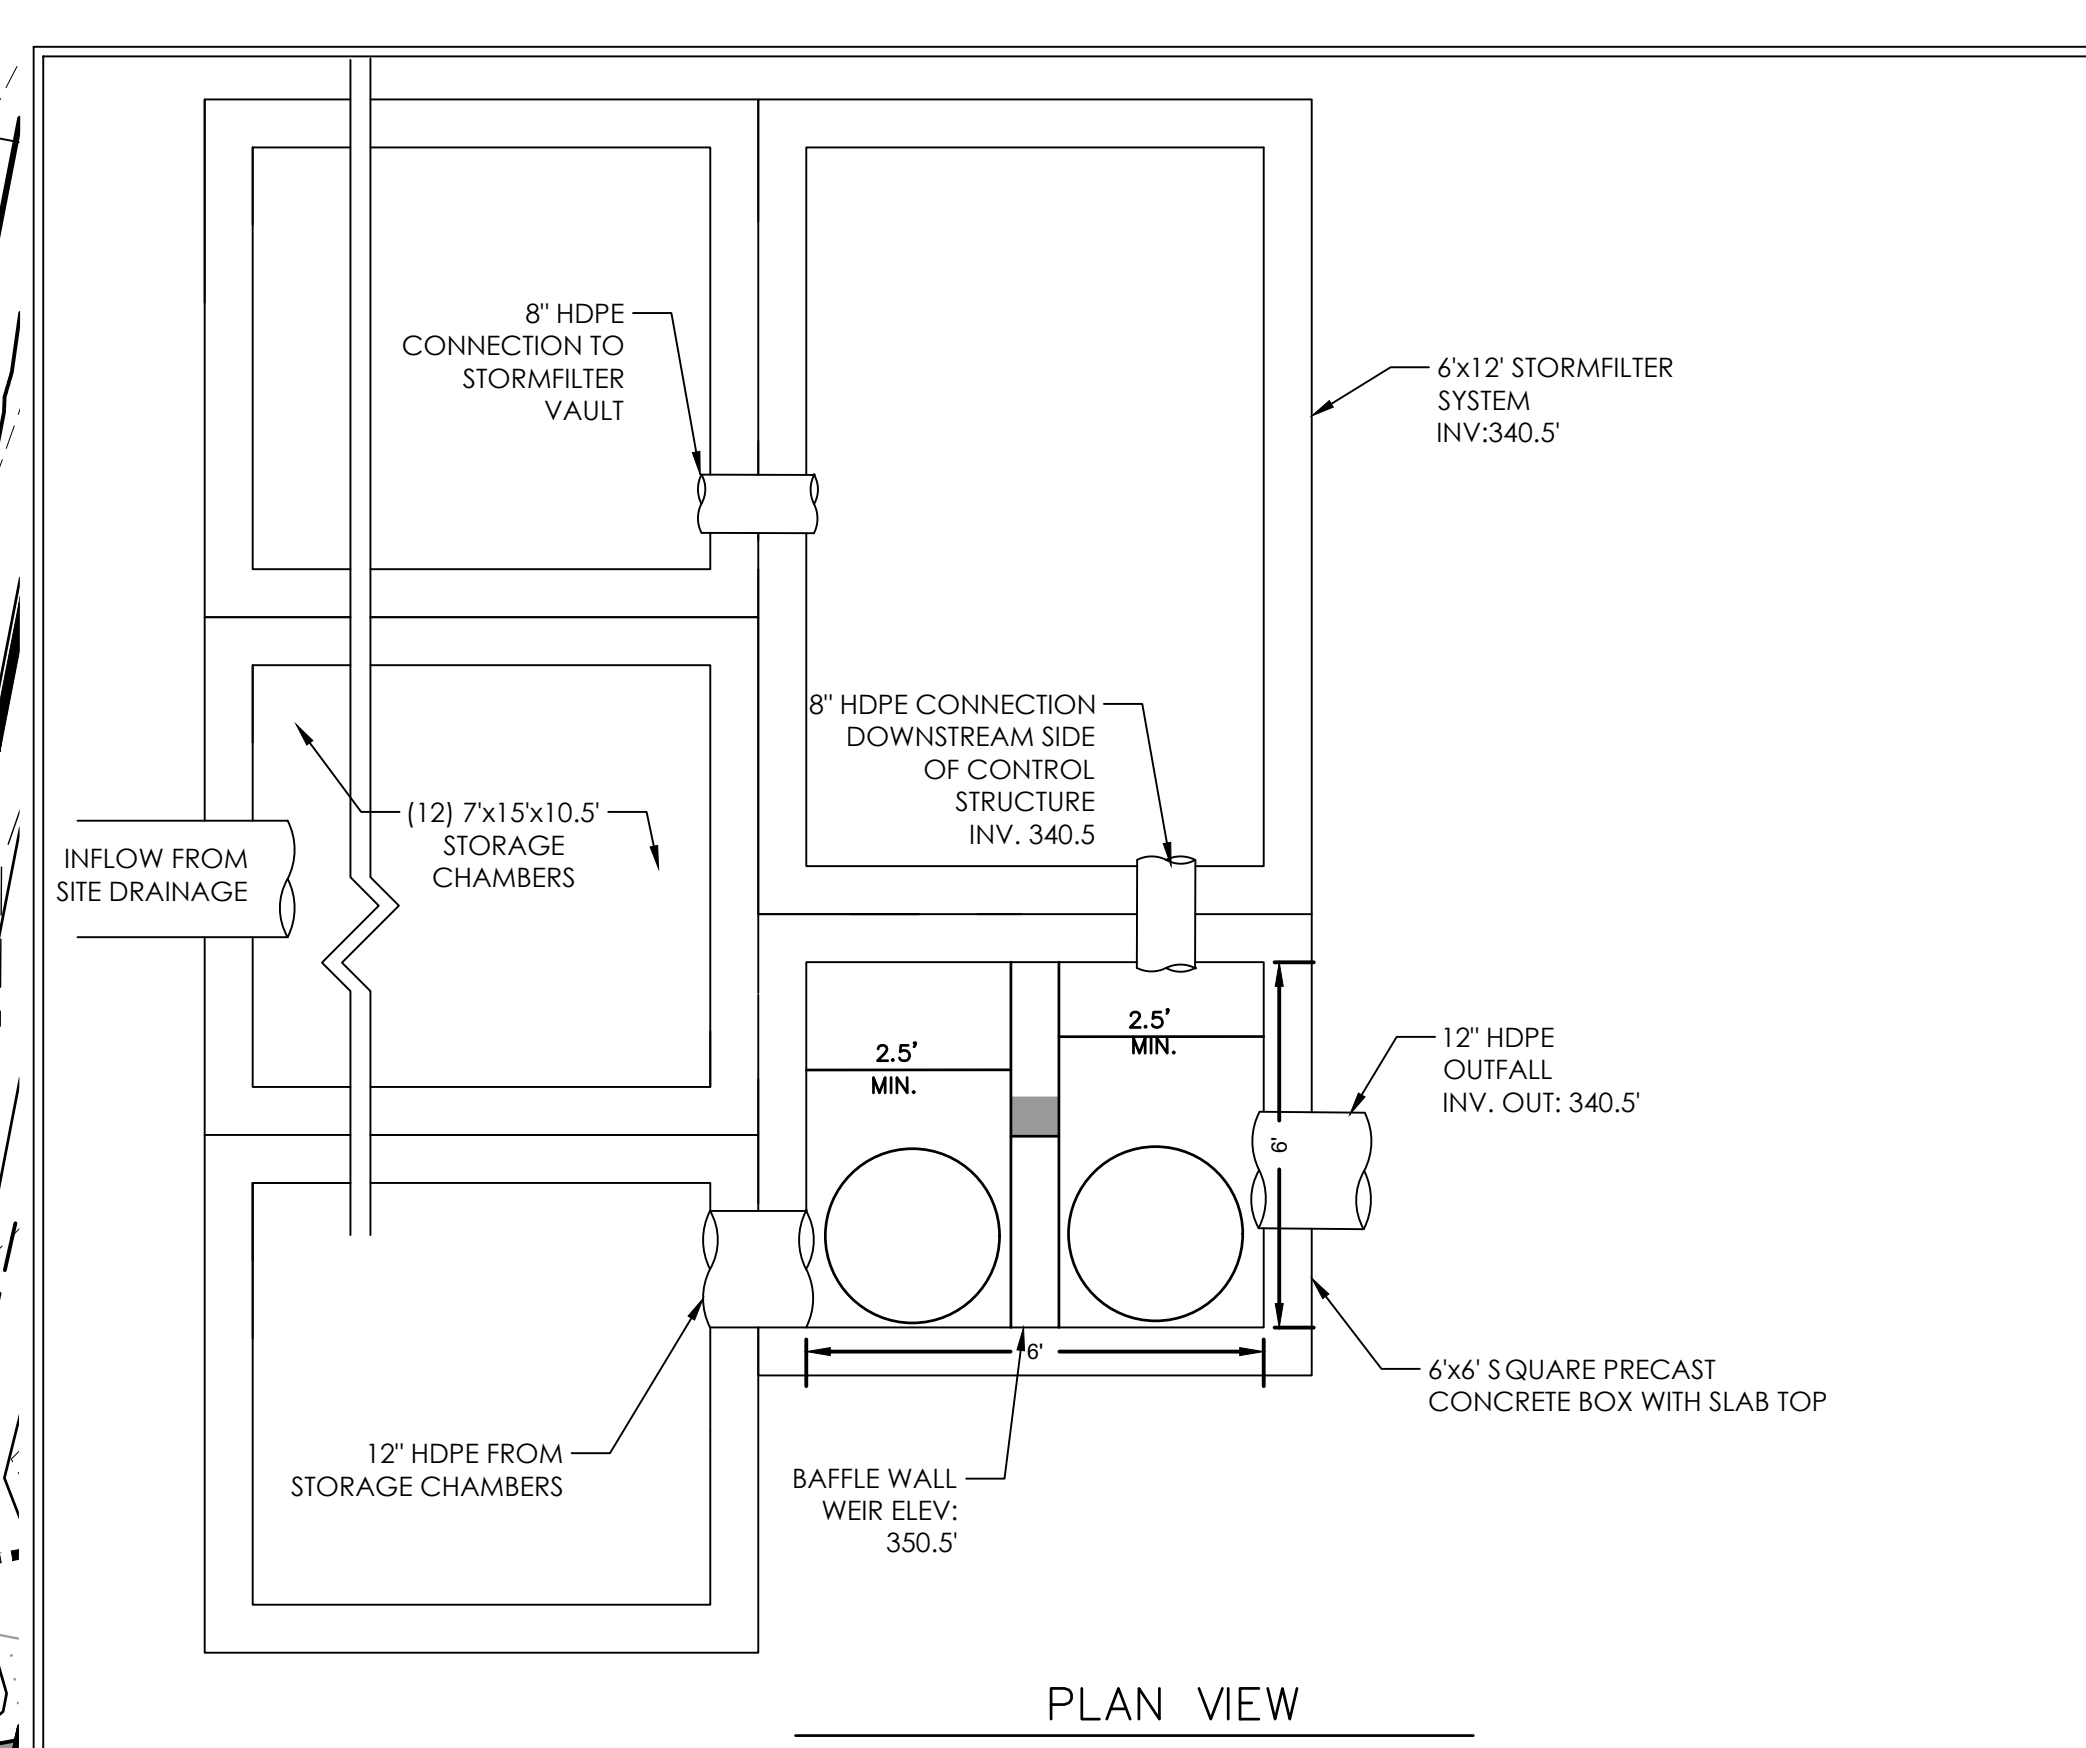 8" HDPE
CONNECTION TO
STORMFILTER
VAULT
6'x12' STORMFILTER
SYSTEM
INV:340.5'
8" HDPE CONNECTION
DOWNSTREAM SIDE
OF CONTROL
STRUCTURE
INV. 340.5
(12) 7'x15'x10.5'
STORAGE
CHAMBERS
INFLOW FROM
SITE DRAINAGE
2.5'
MIN.
2.5'
MIN.
12" HDPE
OUTFALL
INV. OUT: 340.5'
6'
6'
6'x6' SQUARE PRECAST
CONCRETE BOX WITH SLAB TOP
12" HDPE FROM
STORAGE CHAMBERS
BAFFLE WALL
WEIR ELEV:
350.5'
PLAN VIEW